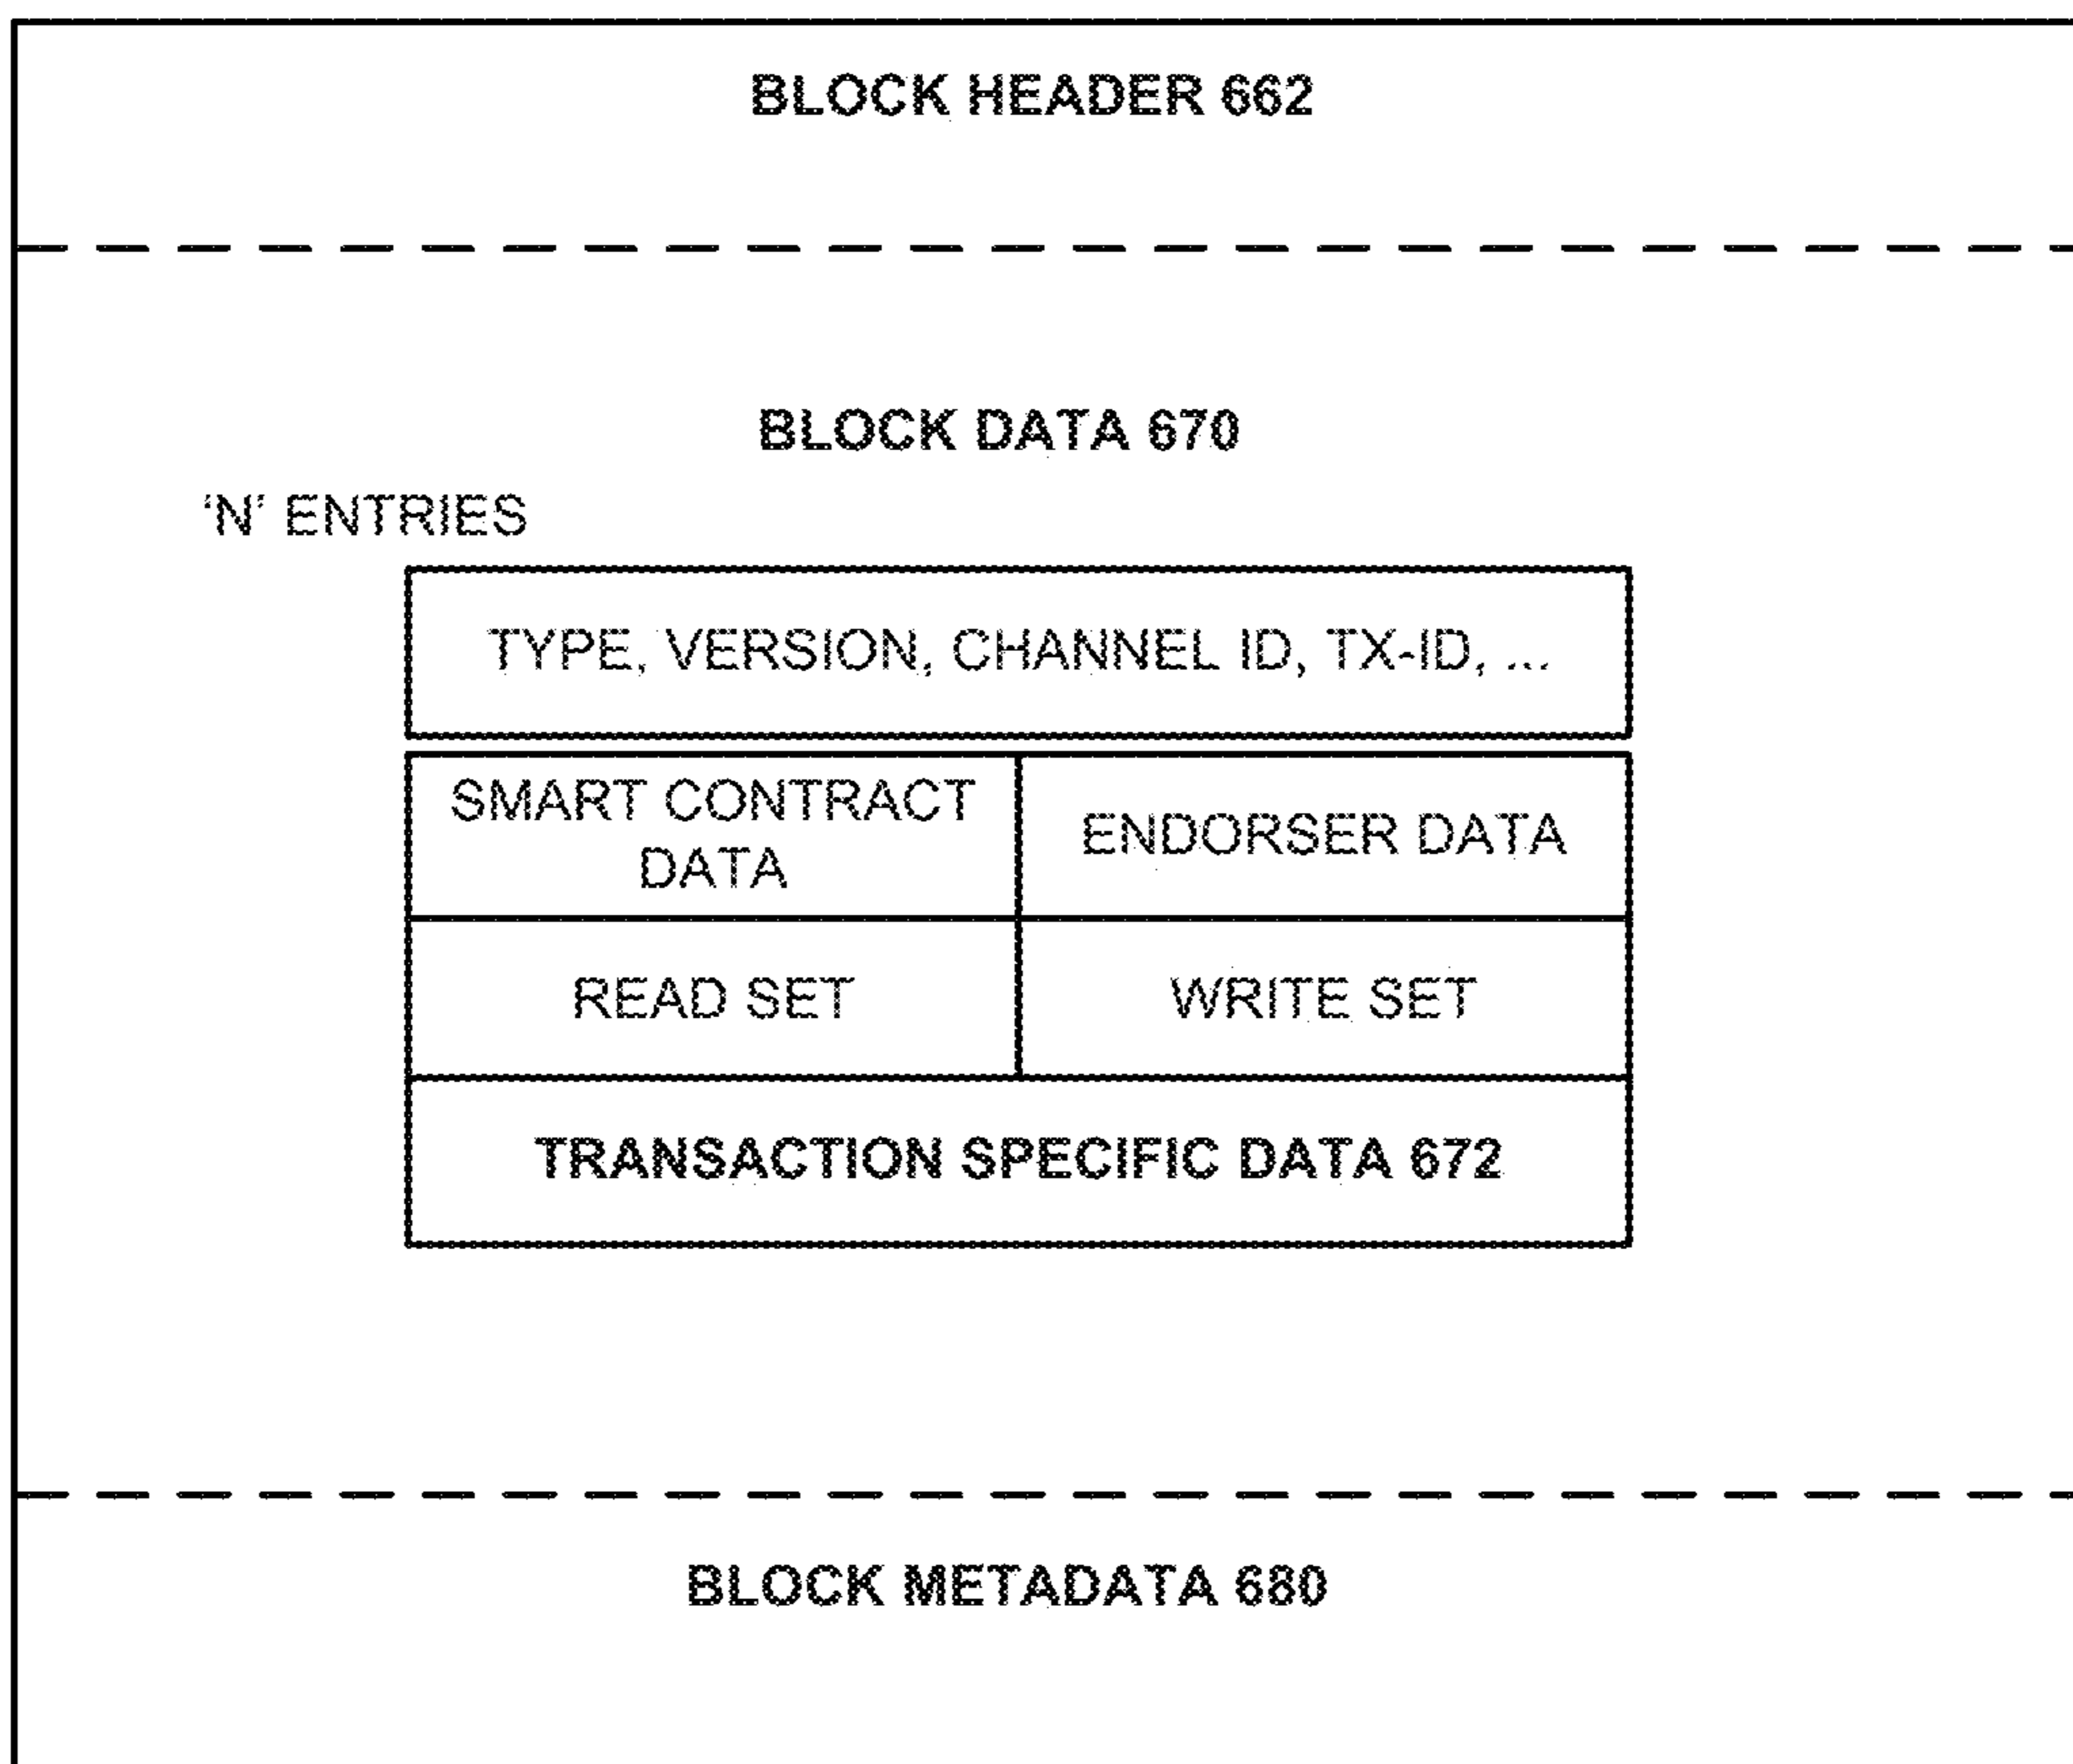 BLOCK HEADER 662
BLOCK DATA 670
‘N’ ENTRIES
TYPE, VERSION, CHANNEL ID, TX-ID, ...
SMART CONTRACT
DATA
ENDORSER DATA
READ SET
WRITE SET
TRANSACTION SPECIFIC DATA 672
BLOCK METADATA 680